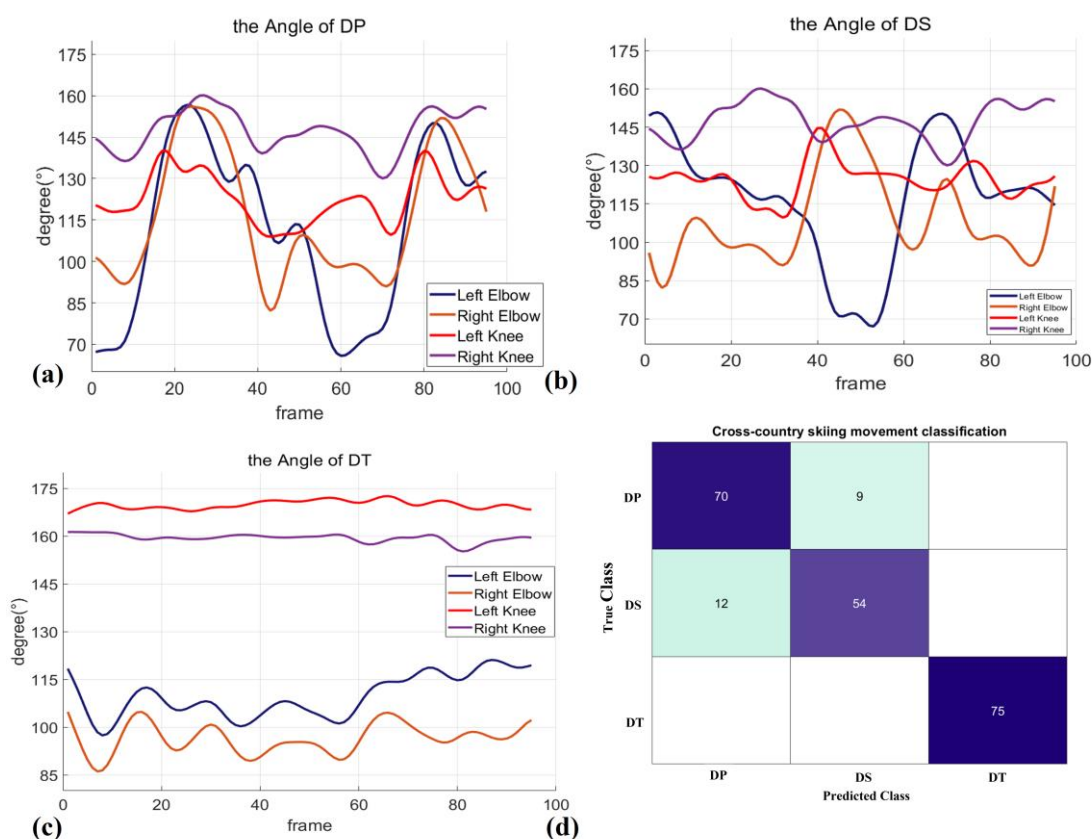 the Angle of DP
175
160
145
130
115
100
85
70
degree(°)
0 20 40 60 80 100
frame
Left Elbow
Right Elbow
Left Knee
Right Knee
(a)
the Angle of DS
175
160
145
130
115
100
85
70
degree(°)
0 20 40 60 80 100
frame
Left Elbow
Right Elbow
Left Knee
Right Knee
(b)
the Angle of DT
175
160
145
130
115
100
85
degree(°)
0 20 40 60 80 100
frame
Left Elbow
Right Elbow
Left Knee
Right Knee
(c)
Cross-country skiing movement classification
True Class
DP 70 9
DS 12 54
DT 75
DP DS DT
Predicted Class
(d)